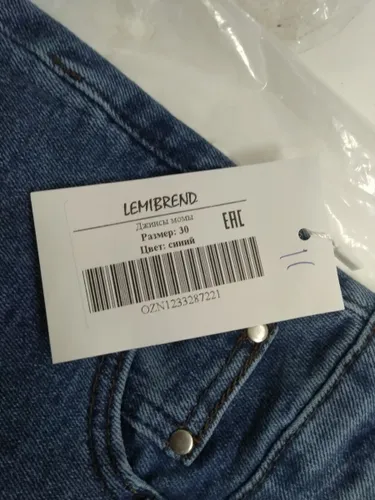 LEMIBREND
Джинсы момы
Размер: 30
EAC
Цвет: синий
OZN1233287221